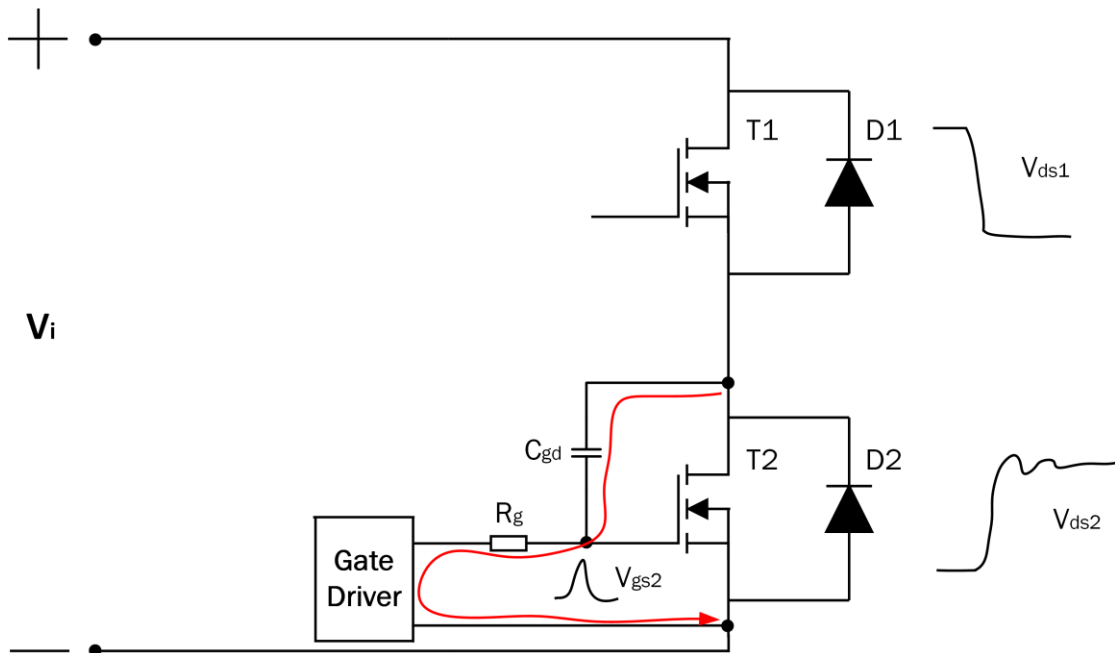 T1
D1
Vds1
Vi
Cgd
T2
D2
Rg
Vds2
Gate
Driver
Vgs2